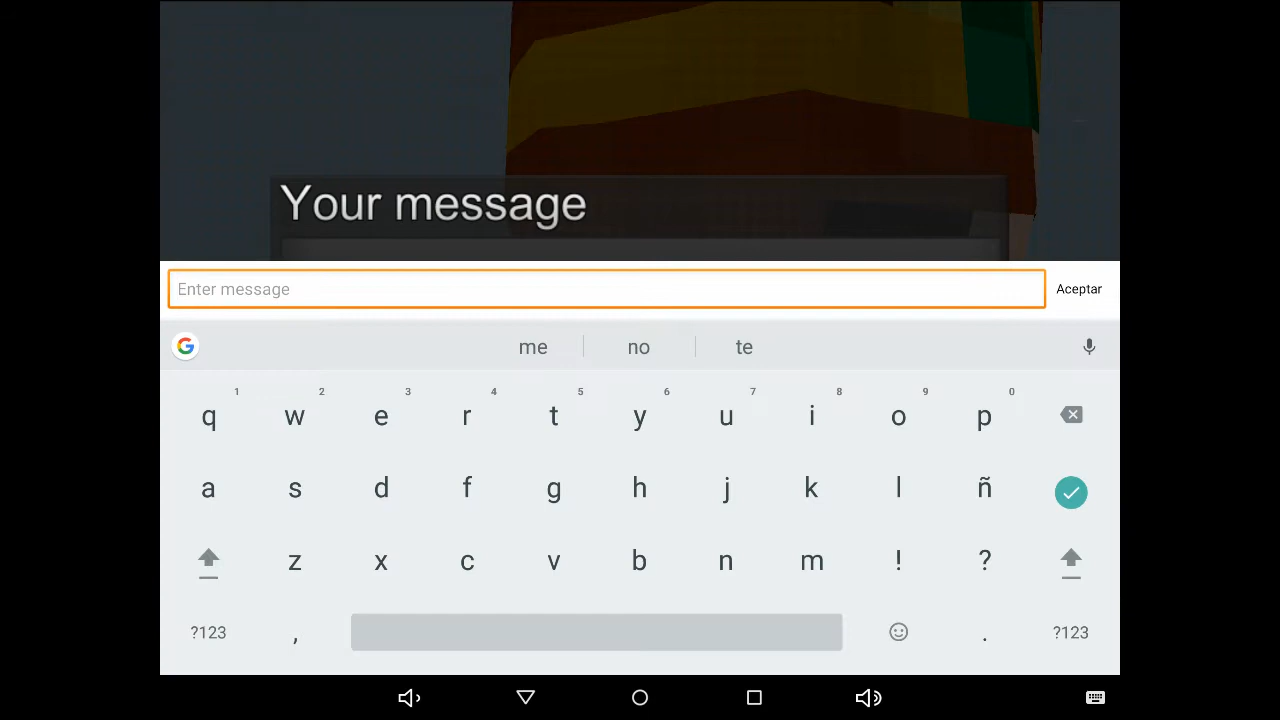 Your message
Enter message
Aceptar
G me no te
1 2 3 4 5 6 7 8 9 0
q w e r t y u i o p
a s d f g h j k l ñ
z x c v b n m ! ?
?123 , . ?123